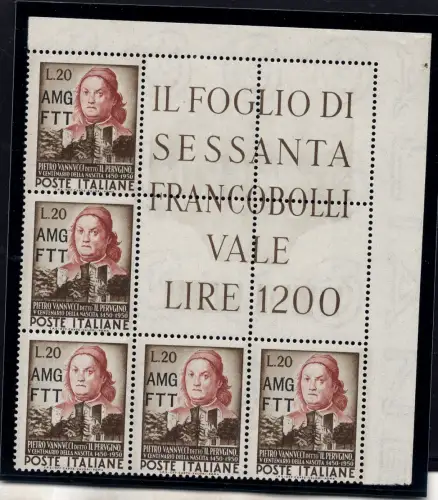 L.20
AMG
FTT
PIETRO VANNUCCI DETTO IL PERUGINO
V CENTENARIO DELLA NASCITA 1450-1950
POSTE ITALIANE
IL FOGLIO DI
SESSANTA
FRANCOBOLLI
VALE
LIRE 1200
L.20
AMG
FTT
PIETRO VANNUCCI DETTO IL PERUGINO
V CENTENARIO DELLA NASCITA 1450-1950
POSTE ITALIANE
L.20
AMG
FTT
PIETRO VANNUCCI DETTO IL PERUGINO
V CENTENARIO DELLA NASCITA 1450-1950
POSTE ITALIANE
L.20
AMG
FTT
PIETRO VANNUCCI DETTO IL PERUGINO
V CENTENARIO DELLA NASCITA 1450-1950
POSTE ITALIANE
L.20
AMG
FTT
PIETRO VANNUCCI DETTO IL PERUGINO
V CENTENARIO DELLA NASCITA 1450-1950
POSTE ITALIANE